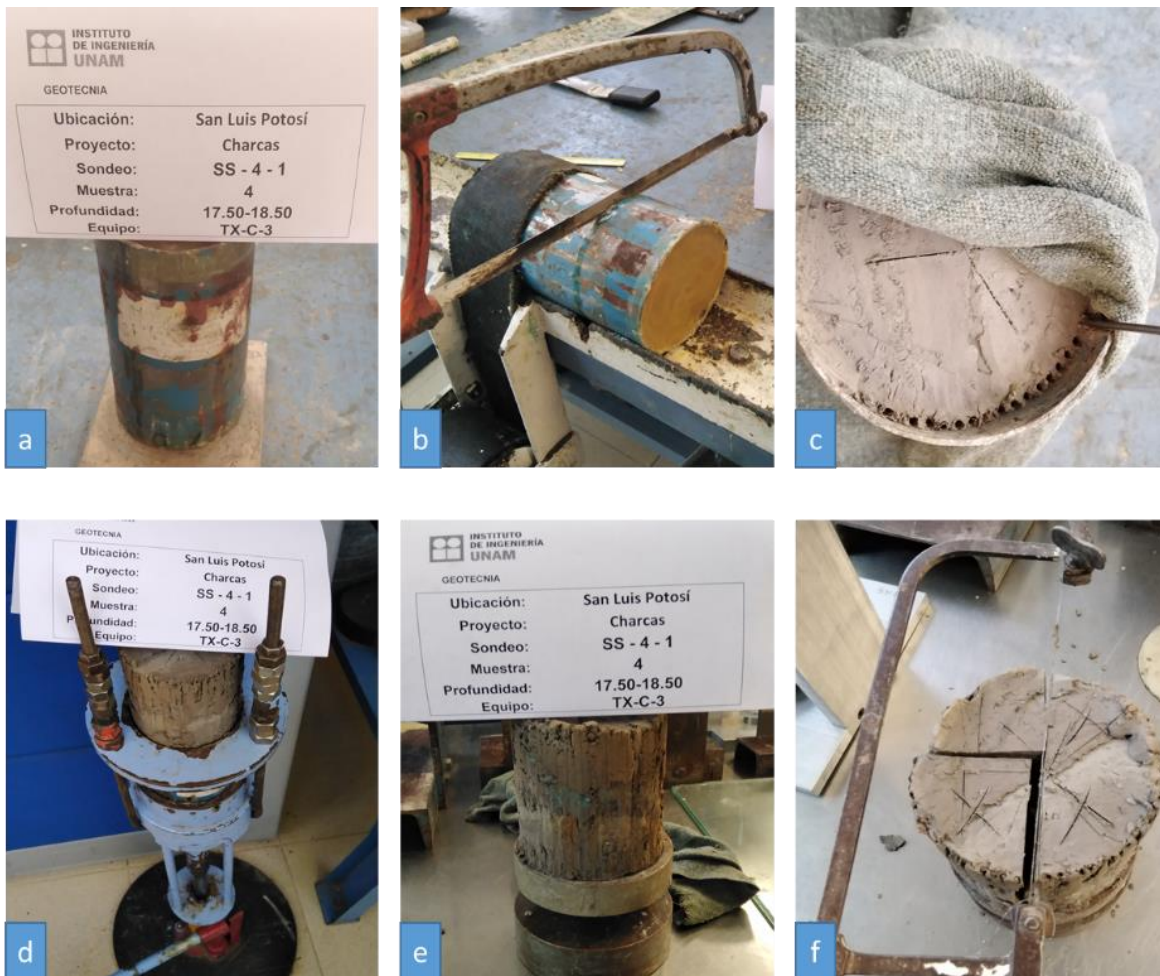 INSTITUTO
DE INGENIERÍA
UNAM
GEOTECNIA
Ubicación: San Luis Potosí
Proyecto: Charcas
Sondeo: SS - 4 - 1
Muestra: 4
Profundidad: 17.50-18.50
Equipo: TX-C-3
a
b
c
GEOTECNIA
Ubicación: San Luis Potosí
Proyecto: Charcas
Sondeo: SS - 4 - 1
Muestra: 4
Profundidad: 17.50-18.50
Equipo: TX-C-3
d
INSTITUTO
DE INGENIERÍA
UNAM
GEOTECNIA
Ubicación: San Luis Potosí
Proyecto: Charcas
Sondeo: SS - 4 - 1
Muestra: 4
Profundidad: 17.50-18.50
Equipo: TX-C-3
e
f